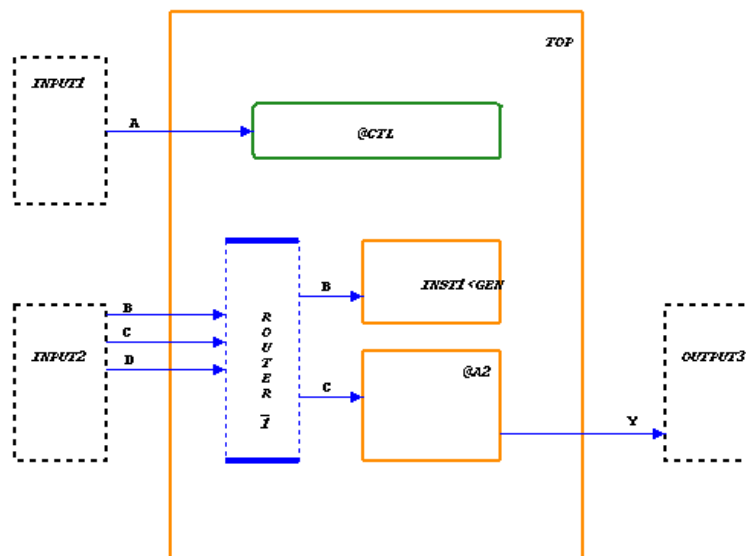 TOP
INPUT1
A
@CTL
B
C
D
INPUT2
R
O
U
T
E
R
_
1
B
INST1<GEN
C
@A2
Y
OUTPUT3